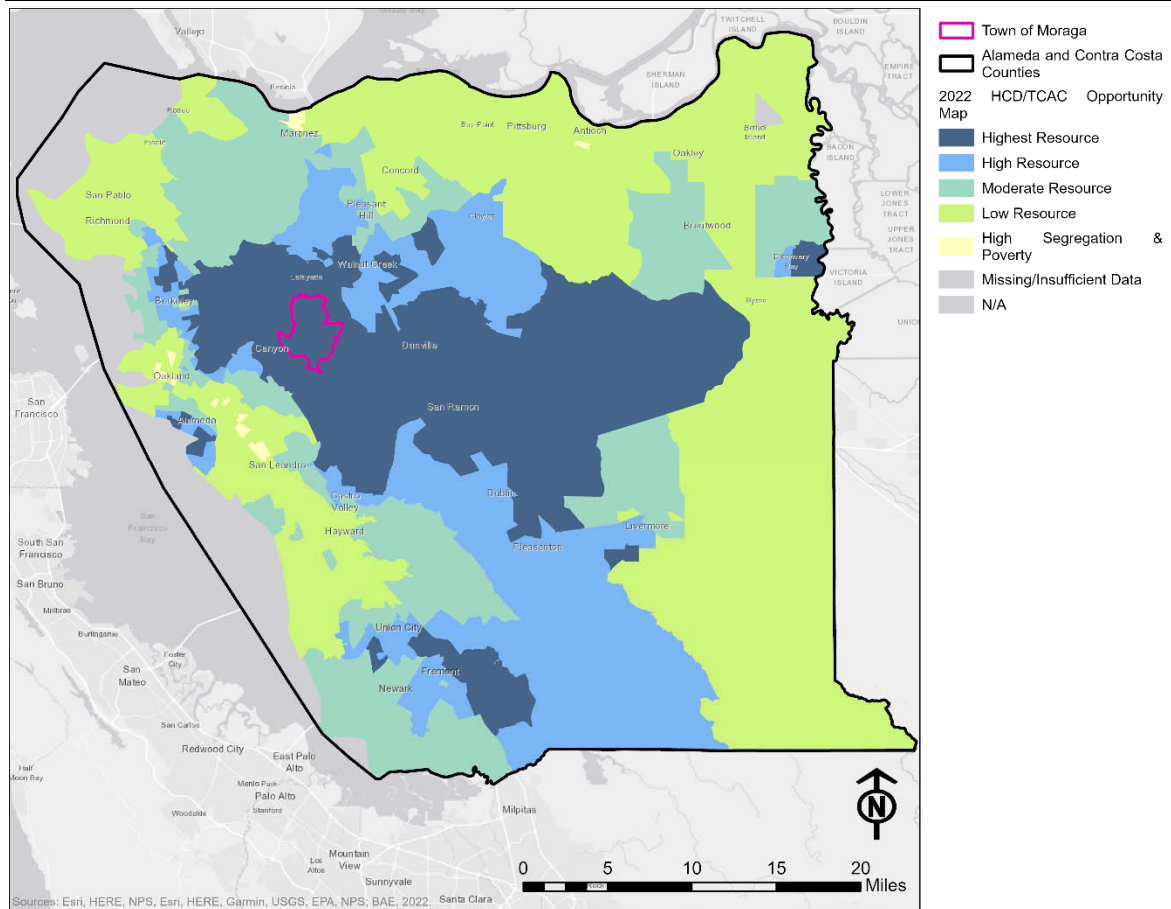 Vallejo
TWITCHELL
ISLAND
BOULDIN
ISLAND
EMPIRE
TRACT
SHERMAN
ISLAND
Benicia
Rodeo
Martinez
Pinole
Bay Point
Pittsburg
Antioch
Bethel
Island
BACON
ISLAND
Oakley
Concord
San Pablo
Richmond
Pleasant
Hill
Clayton
LOWER
JONES
TRACT
UPPER
JONES
TRACT
Brentwood
Discovery
Bay
VICTORIA
ISLAND
Walnut Creek
Lafayette
Berkeley
Byron
UNION
Canyon
Danville
Oakland
San
Francisco
San Ramon
Alameda
San Leandro
Dublin
Castro
Valley
Hayward
Livermore
Pleasanton
San
Francisco
Bay
South San
Francisco
San Bruno
Millbrae
Burlingame
Foster
City
San
Mateo
Union City
Fremont
Newark
San Carlos
Redwood City
East Palo
Alto
Half
Moon Bay
Menlo Park
Palo Alto
Stanford
Woodside
Milpitas
Mountain
View
Los
Altos
Sunnyvale
Santa Clara
N
0 5 10 15 20
Miles
Sources: Esri, HERE, NPS, Esri, HERE, Garmin, USGS, EPA, NPS; BAE, 2022.
Town of Moraga
Alameda and Contra Costa
Counties
2022 HCD/TCAC Opportunity
Map
Highest Resource
High Resource
Moderate Resource
Low Resource
High Segregation &
Poverty
Missing/Insufficient Data
N/A